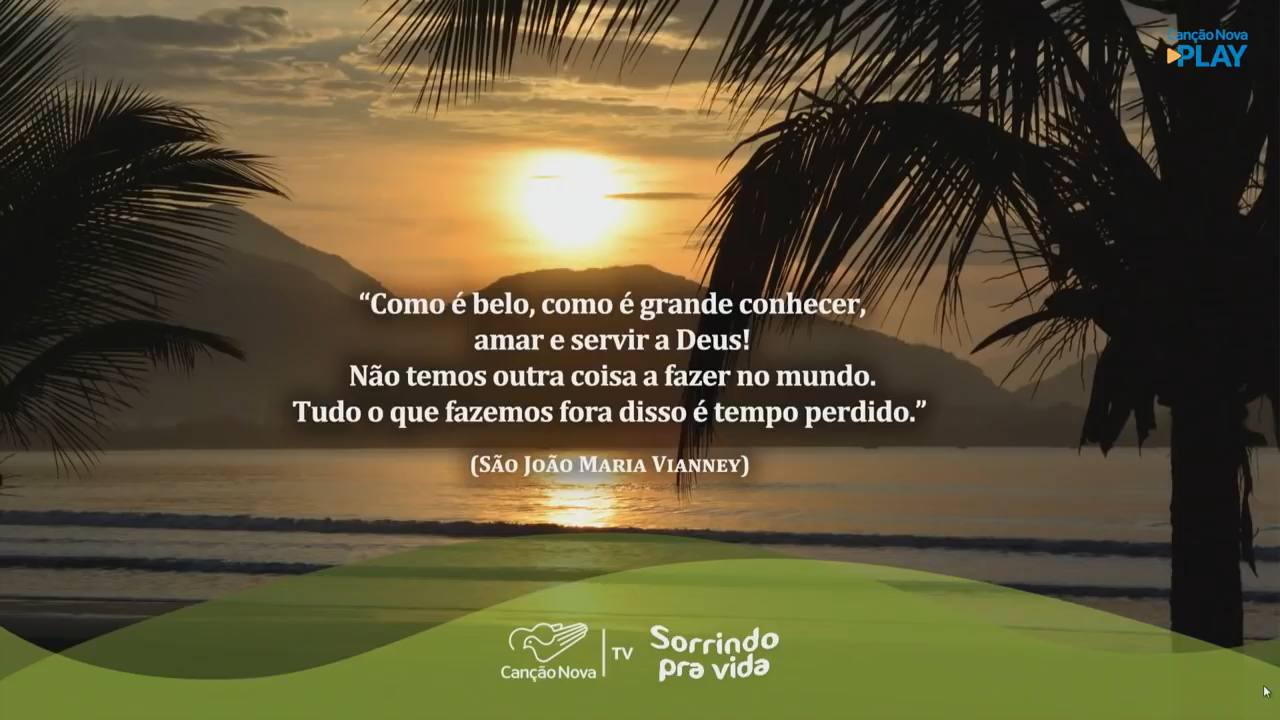 Canção Nova
PLAY
“Como é belo, como é grande conhecer,
amar e servir a Deus!
Não temos outra coisa a fazer no mundo.
Tudo o que fazemos fora disso é tempo perdido.”
(São João Maria Vianney)
Canção Nova
TV
Sorrindo
pra vida